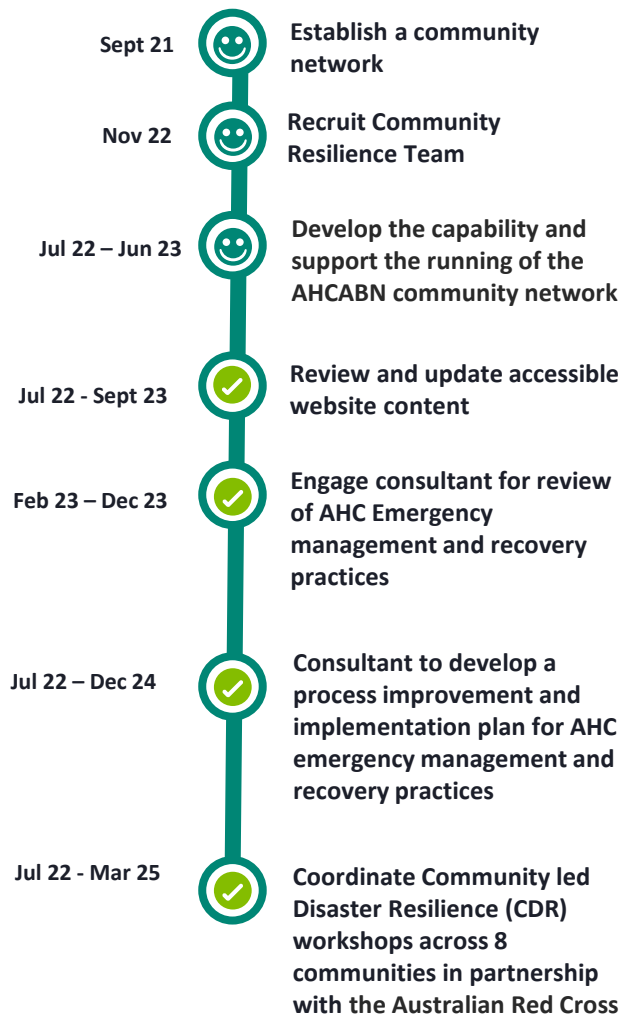 Sept 21
Establish a community
network
Nov 22
Recruit Community
Resilience Team
Jul 22 – Jun 23
Develop the capability and
support the running of the
AHCABN community network
Jul 22 - Sept 23
Review and update accessible
website content
Feb 23 – Dec 23
Engage consultant for review
of AHC Emergency
management and recovery
practices
Jul 22 – Dec 24
Consultant to develop a
process improvement and
implementation plan for AHC
emergency management and
recovery practices
Jul 22 - Mar 25
Coordinate Community led
Disaster Resilience (CDR)
workshops across 8
communities in partnership
with the Australian Red Cross